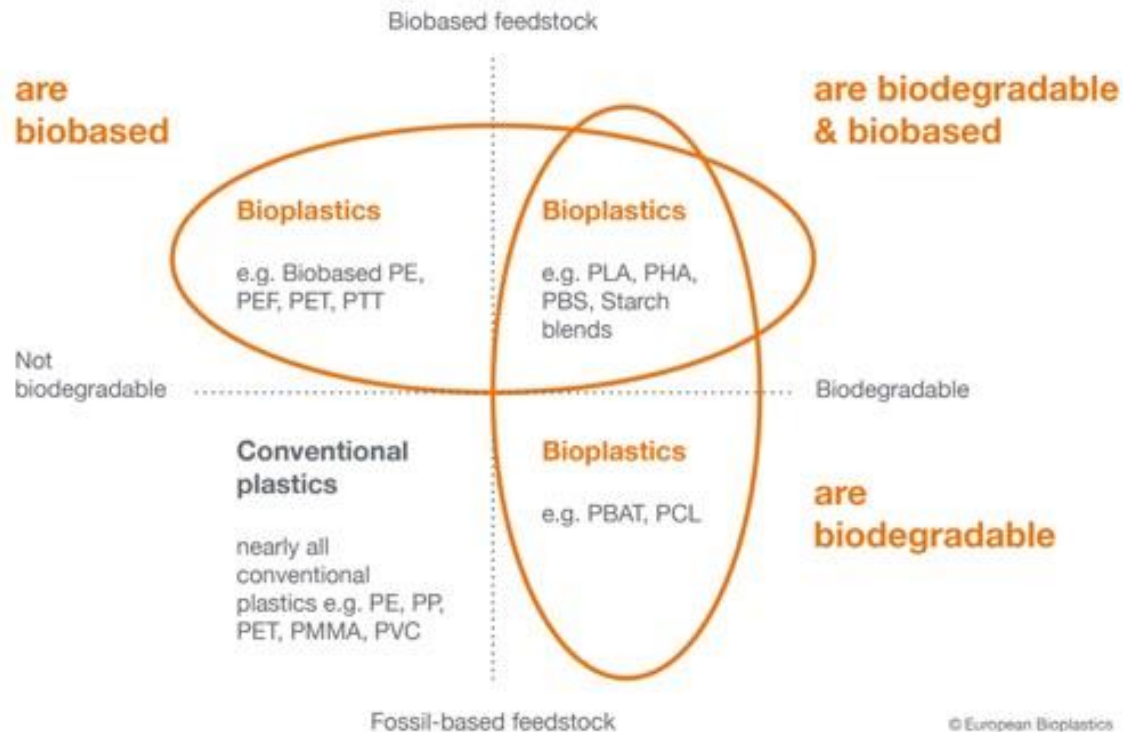 Biobased feedstock
are
biobased
are biodegradable
& biobased
Bioplastics
e.g. Biobased PE,
PEF, PET, PTT
Bioplastics
e.g. PLA, PHA,
PBS, Starch
blends
Not
biodegradable
Biodegradable
Conventional
plastics
nearly all
conventional
plastics e.g. PE, PP,
PET, PMMA, PVC
Bioplastics
e.g. PBAT, PCL
are
biodegradable
Fossil-based feedstock
© European Bioplastics